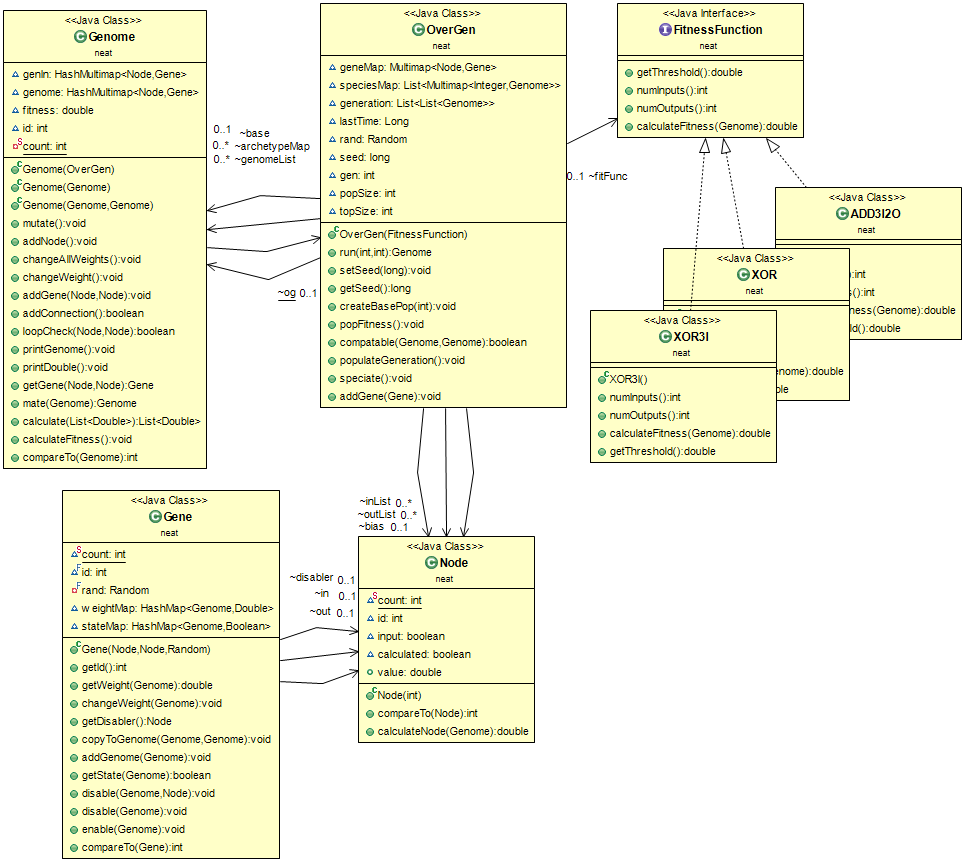 <<Java Class>>
Genome
neat
genIn: HashMultimap<Node,Gene>
genome: HashMultimap<Node,Gene>
fitness: double
id: int
count: int
Genome(OverGen)
Genome(Genome)
Genome(Genome,Genome)
mutate():void
addNode():void
changeAllWeights():void
changeWeight():void
addGene(Node,Node):void
addConnection():boolean
loopCheck(Node,Node):boolean
printGenome():void
printDouble():void
getGene(Node,Node):Gene
mate(Genome):Genome
calculate(List<Double>):List<Double>
calculateFitness():void
compareTo(Genome):int
0..1 ~base
0..* ~archetypeMap
0..* ~genomeList
~og 0..1
<<Java Class>>
OverGen
neat
geneMap: Multimap<Node,Gene>
speciesMap: List<Multimap<Integer,Genome>>
generation: List<List<Genome>>
lastTime: Long
rand: Random
seed: long
gen: int
popSize: int
topSize: int
OverGen(FitnessFunction)
run(int,int):Genome
setSeed(long):void
getSeed():long
createBasePop(int):void
popFitness():void
compatable(Genome,Genome):boolean
populateGeneration():void
speciate():void
addGene(Gene):void
0..1 ~fitFunc
<<Java Interface>>
FitnessFunction
neat
getThreshold():double
numInputs():int
numOutputs():int
calculateFitness(Genome):double
<<Java Class>>
ADD3I2O
neat
():int
s():int
ness(Genome):double
ld():double
<<Java Class>>
XOR
neat
enome):double
ble
<<Java Class>>
XOR3I
neat
XOR3I()
numInputs():int
numOutputs():int
calculateFitness(Genome):double
getThreshold():double
<<Java Class>>
Gene
neat
count: int
id: int
rand: Random
weightMap: HashMap<Genome,Double>
stateMap: HashMap<Genome,Boolean>
Gene(Node,Node,Random)
getId():int
getWeight(Genome):double
changeWeight(Genome):void
getDisabler():Node
copyToGenome(Genome,Genome):void
addGenome(Genome):void
getState(Genome):boolean
disable(Genome,Node):void
disable(Genome):void
enable(Genome):void
compareTo(Gene):int
~disabler 0..1
~in 0..1
~out 0..1
~inList 0..*
~outList 0..*
~bias 0..1
<<Java Class>>
Node
neat
count: int
id: int
input: boolean
calculated: boolean
value: double
Node(int)
compareTo(Node):int
calculateNode(Genome):double